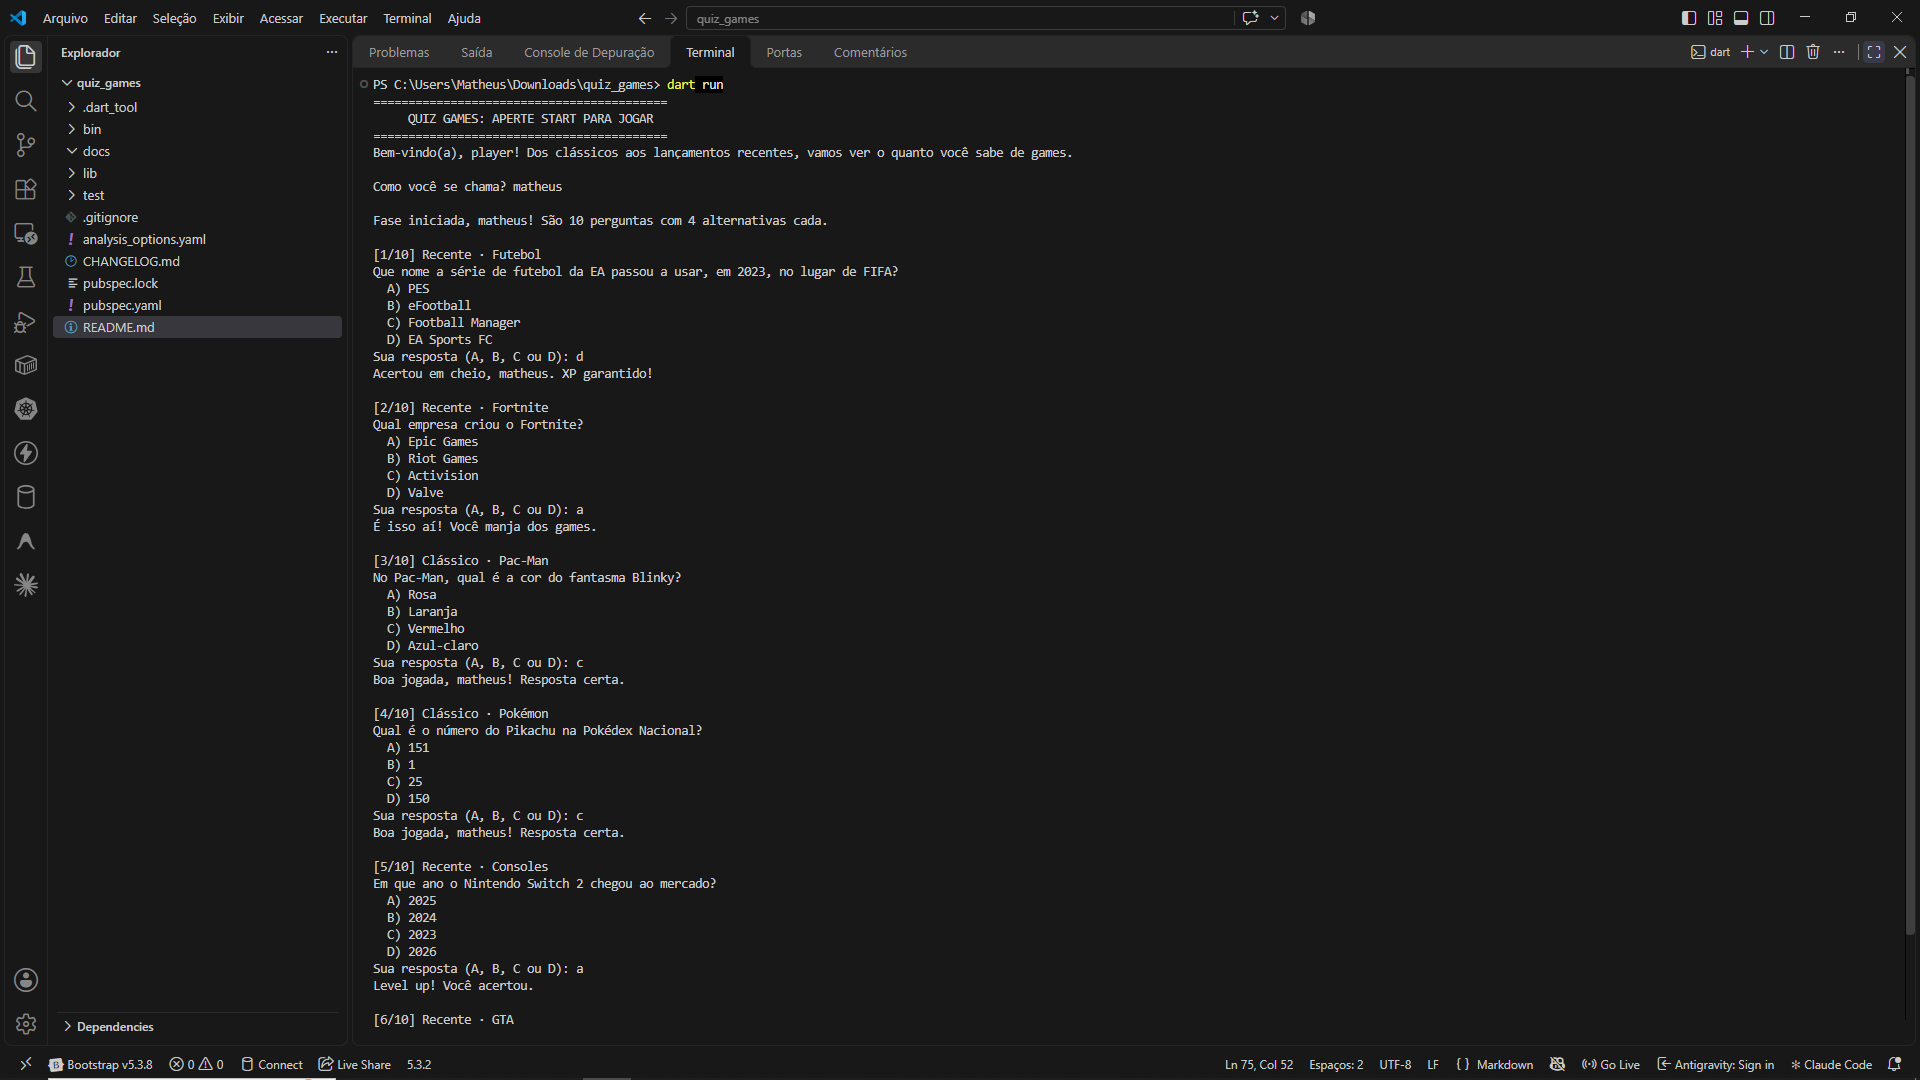 Arquivo Editar Seleção Exibir Acessar Executar Terminal Ajuda
quiz_games
Explorador
quiz_games
.dart_tool
bin
docs
lib
test
.gitignore
analysis_options.yaml
CHANGELOG.md
pubspec.lock
pubspec.yaml
README.md
Dependencies
Problemas Saída Console de Depuração Terminal Portas Comentários
dart
PS C:\Users\Matheus\Downloads\quiz_games> dart run
==========================================
QUIZ GAMES: APERTE START PARA JOGAR
==========================================
Bem-vindo(a), player! Dos clássicos aos lançamentos recentes, vamos ver o quanto você sabe de games.
Como você se chama? matheus
Fase iniciada, matheus! São 10 perguntas com 4 alternativas cada.
[1/10] Recente · Futebol
Que nome a série de futebol da EA passou a usar, em 2023, no lugar de FIFA?
A) PES
B) eFootball
C) Football Manager
D) EA Sports FC
Sua resposta (A, B, C ou D): d
Acertou em cheio, matheus. XP garantido!
[2/10] Recente · Fortnite
Qual empresa criou o Fortnite?
A) Epic Games
B) Riot Games
C) Activision
D) Valve
Sua resposta (A, B, C ou D): a
É isso aí! Você manja dos games.
[3/10] Clássico · Pac-Man
No Pac-Man, qual é a cor do fantasma Blinky?
A) Rosa
B) Laranja
C) Vermelho
D) Azul-claro
Sua resposta (A, B, C ou D): c
Boa jogada, matheus! Resposta certa.
[4/10] Clássico · Pokémon
Qual é o número do Pikachu na Pokédex Nacional?
A) 151
B) 1
C) 25
D) 150
Sua resposta (A, B, C ou D): c
Boa jogada, matheus! Resposta certa.
[5/10] Recente · Consoles
Em que ano o Nintendo Switch 2 chegou ao mercado?
A) 2025
B) 2024
C) 2023
D) 2026
Sua resposta (A, B, C ou D): a
Level up! Você acertou.
[6/10] Recente · GTA
Bootstrap v5.3.8 0 0 Connect Live Share 5.3.2 Ln 75, Col 52 Espaços: 2 UTF-8 LF { } Markdown Go Live Antigravity: Sign in Claude Code